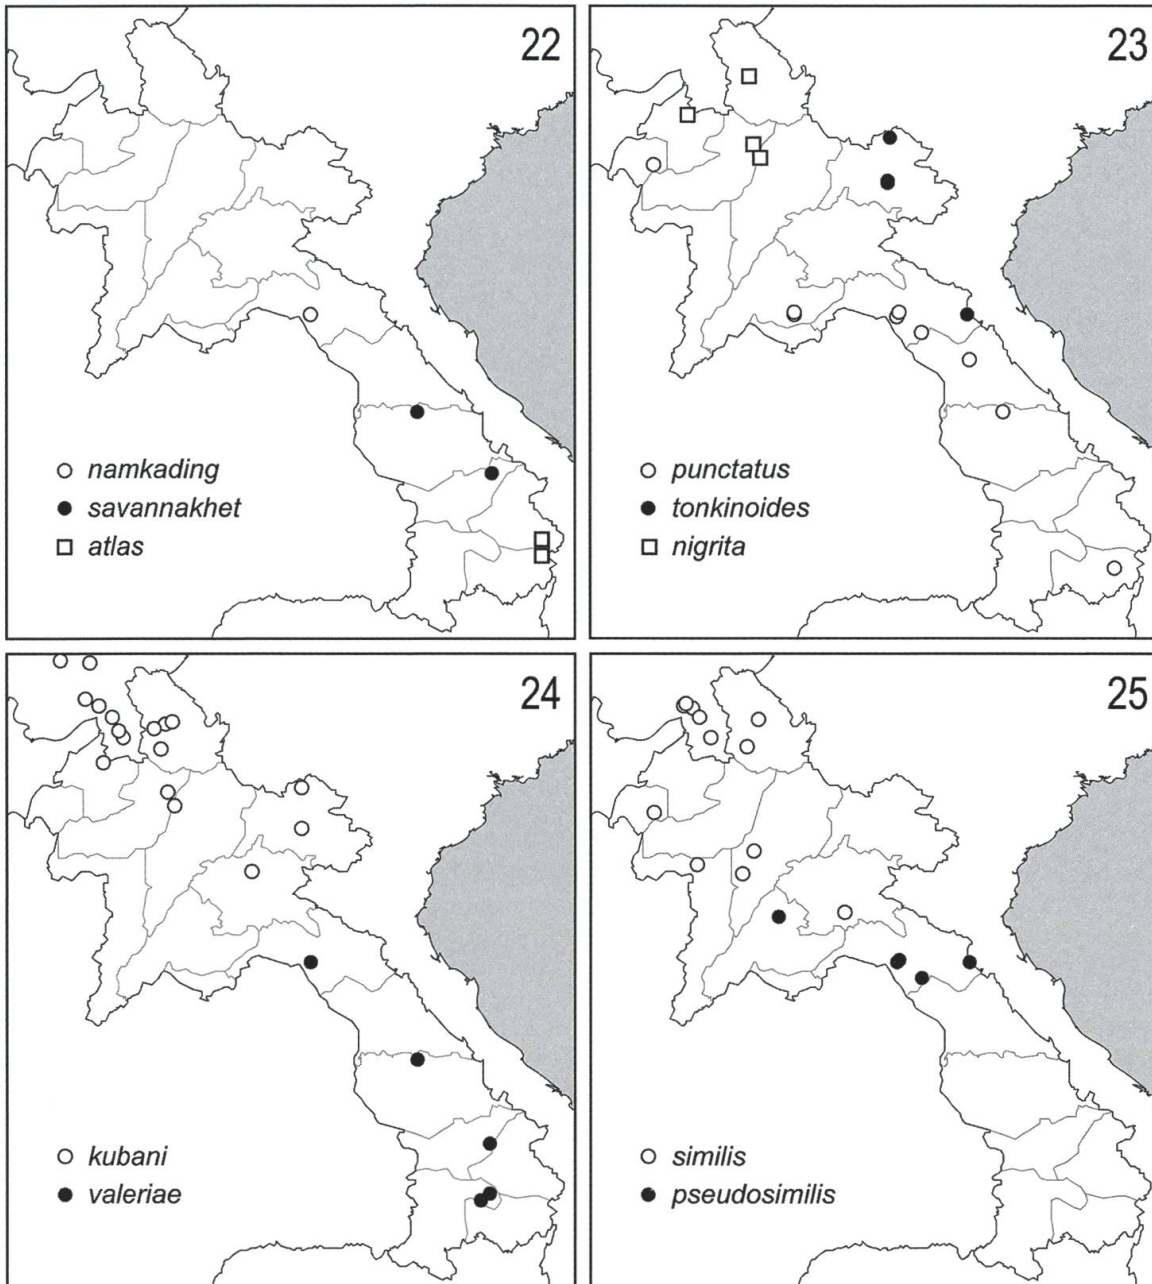 22
namkading
savannakhet
atlas
23
punctatus
tonkinoides
nigrita
24
kubani
valeriae
25
similis
pseudosimilis